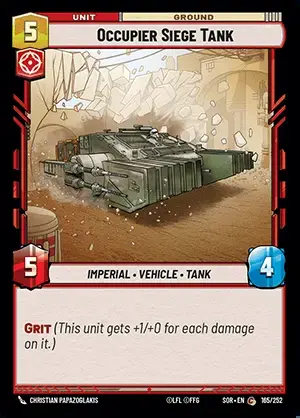 UNIT GROUND
5 OCCUPIER SIEGE TANK
5 4
IMPERIAL • VEHICLE • TANK
GRIT (This unit gets +1/+0 for each damage
on it.)
CHRISTIAN PAPAZOGLAKIS ©LFL ©FFG SOR • EN C 165/252